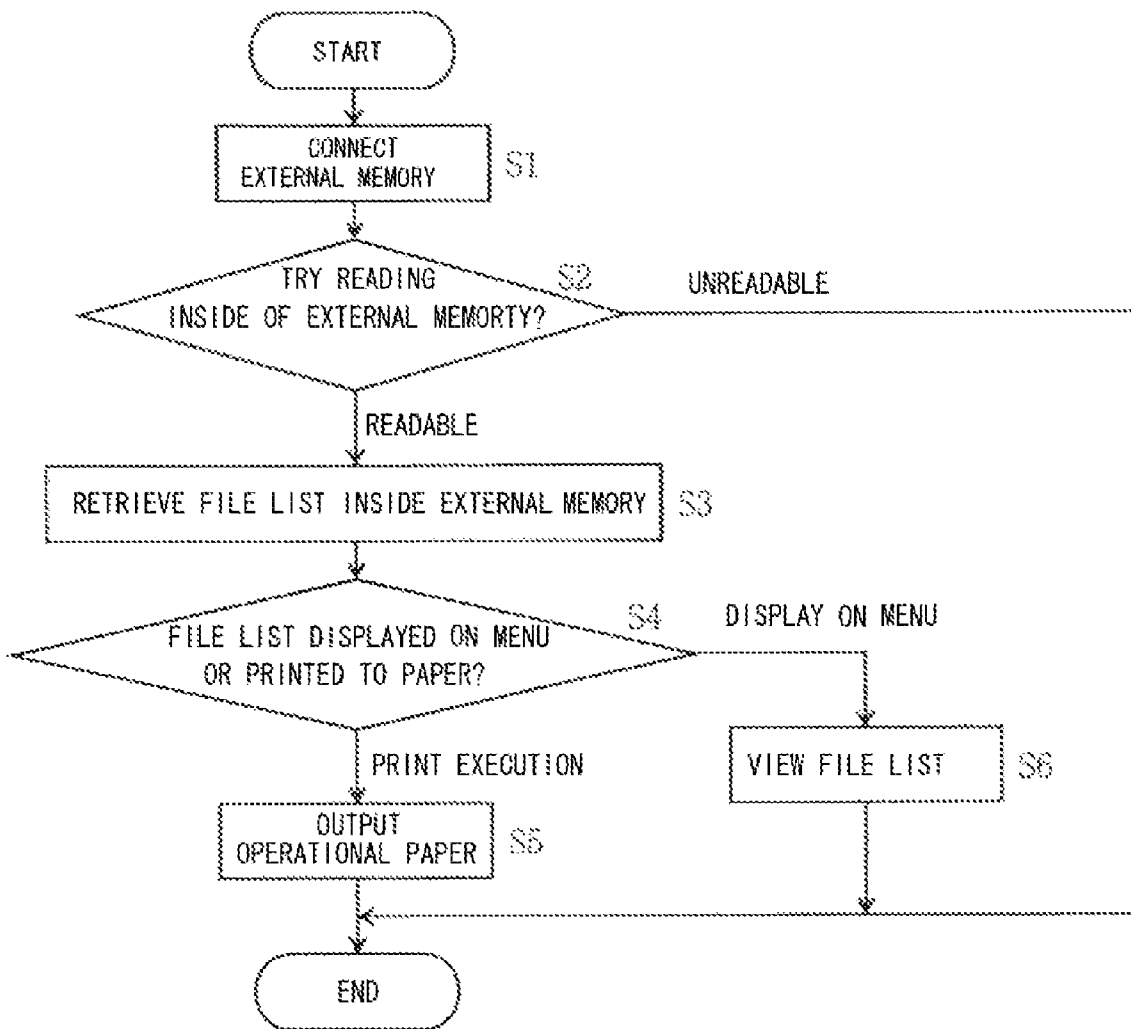 START
CONNECT
EXTERNAL MEMORY
S1
TRY READING
INSIDE OF EXTERNAL MEMORTY?
S2
UNREADABLE
READABLE
RETRIEVE FILE LIST INSIDE EXTERNAL MEMORY
S3
FILE LIST DISPLAYED ON MENU
OR PRINTED TO PAPER?
S4
DISPLAY ON MENU
PRINT EXECUTION
VIEW FILE LIST
S6
OUTPUT
OPERATIONAL PAPER
S5
END